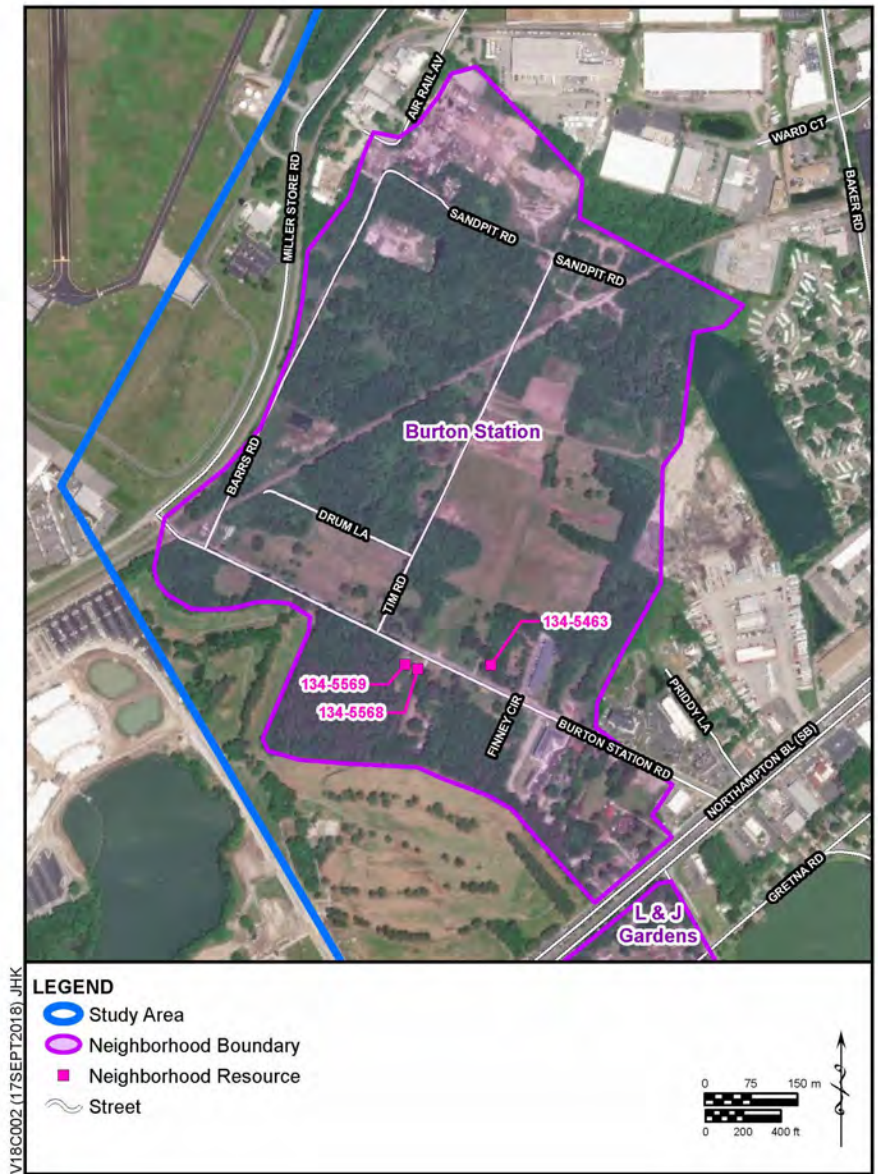 AIR RAIL AV
WARD CT
MILLER STORE RD
BAKER RD
SANDPIT RD
SANDPIT RD
Burton Station
BARRS RD
DRUM LA
TIM RD
134-5463
134-5569
134-5568
FINNEY CIR
PRIDDY LA
BURTON STATION RD
NORTHAMPTON BL (SB)
GRETNA RD
L & J
Gardens
V18C002 (17SEPT2018) JHK
LEGEND
Study Area
Neighborhood Boundary
Neighborhood Resource
Street
0 75 150 m
0 200 400 ft